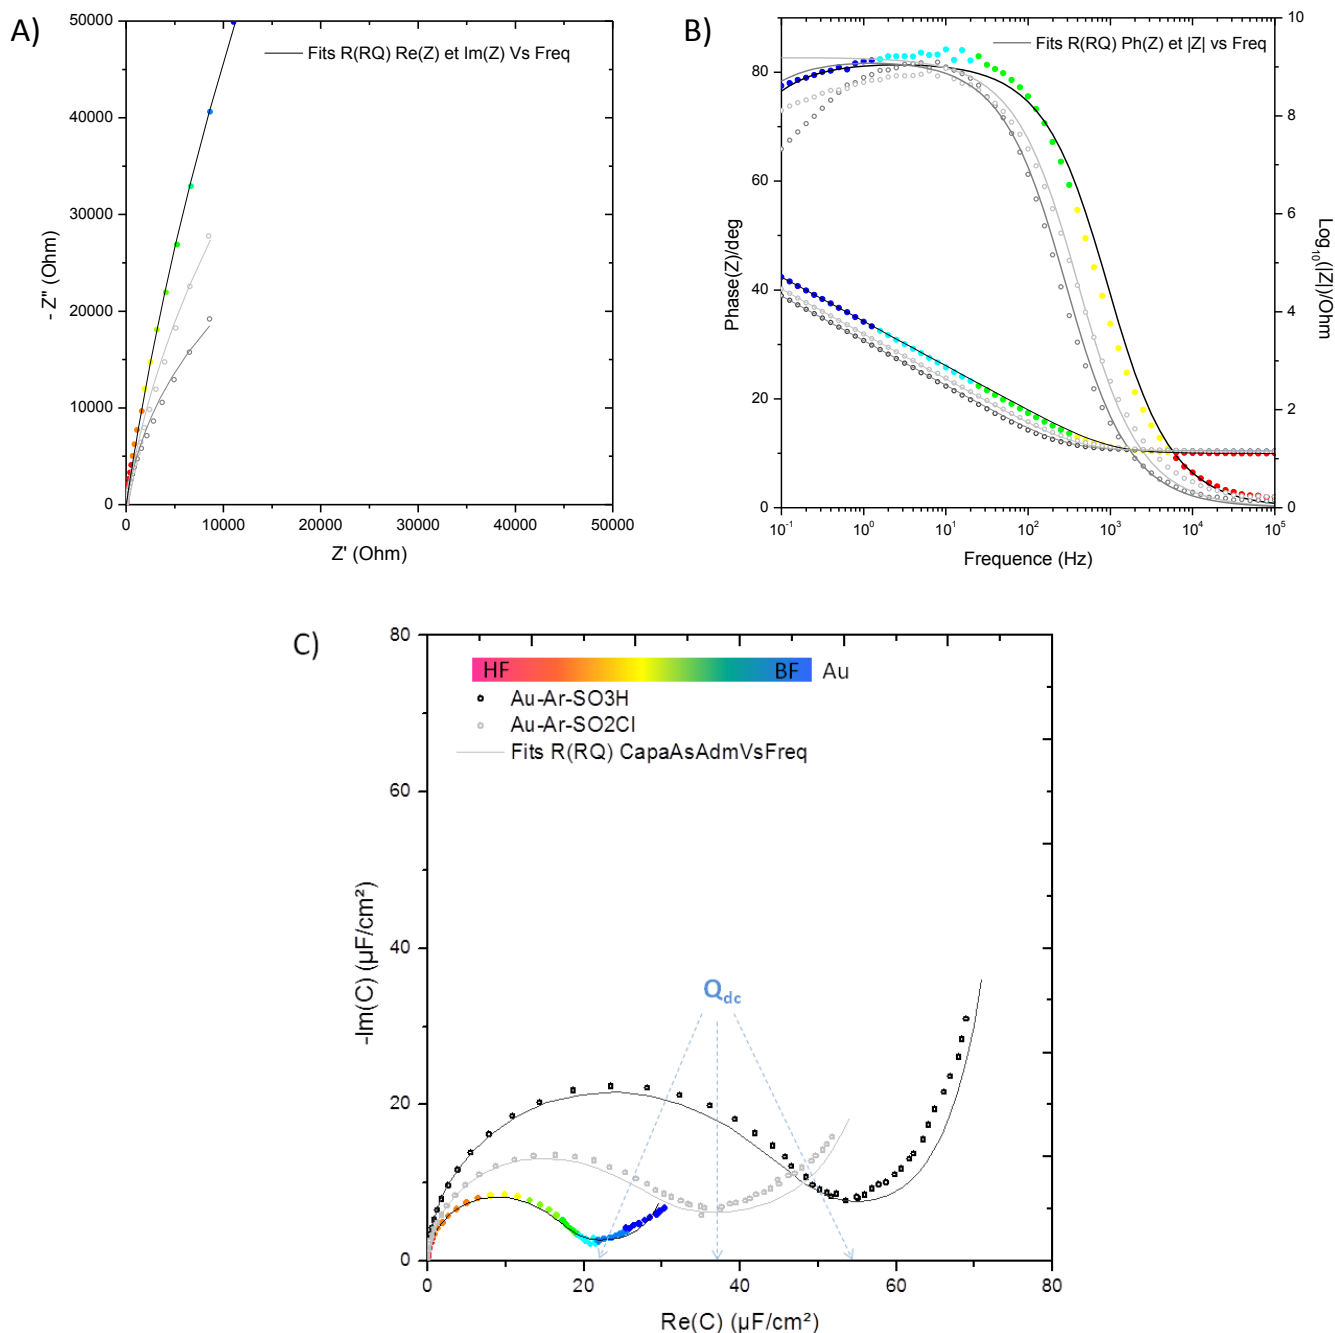 A)
50000
40000
30000
20000
10000
0
- Z" (Ohm)
Fits R(RQ) Re(Z) et Im(Z) Vs Freq
0
10000
20000
30000
40000
50000
Z' (Ohm)
B)
80
60
40
20
0
Phase(Z)/deg
Fits R(RQ) Ph(Z) et |Z| vs Freq
10
8
6
4
2
0
Log10(|Z|)/Ohm
10-1
100
101
102
103
104
105
Frequence (Hz)
C)
80
60
40
20
0
-Im(C) (µF/cm²)
HF BF Au
Au-Ar-SO3H
Au-Ar-SO2Cl
Fits R(RQ) CapaAsAdmVsFreq
Qdc
0
20
40
60
80
Re(C) (µF/cm²)